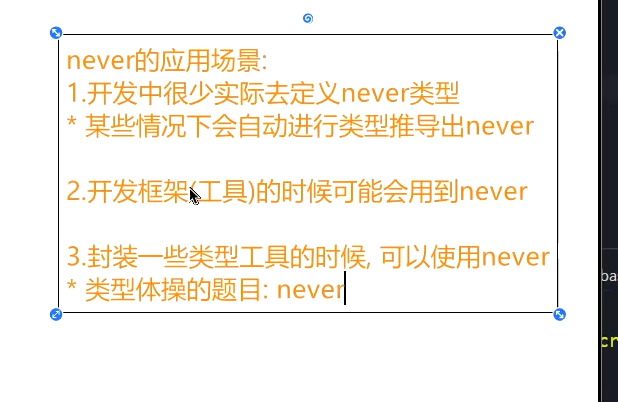 never的应用场景:
1.开发中很少实际去定义never类型
* 某些情况下会自动进行类型推导出never
2.开发框架(工具)的时候可能会用到never
3.封装一些类型工具的时候, 可以使用never
* 类型体操的题目: never